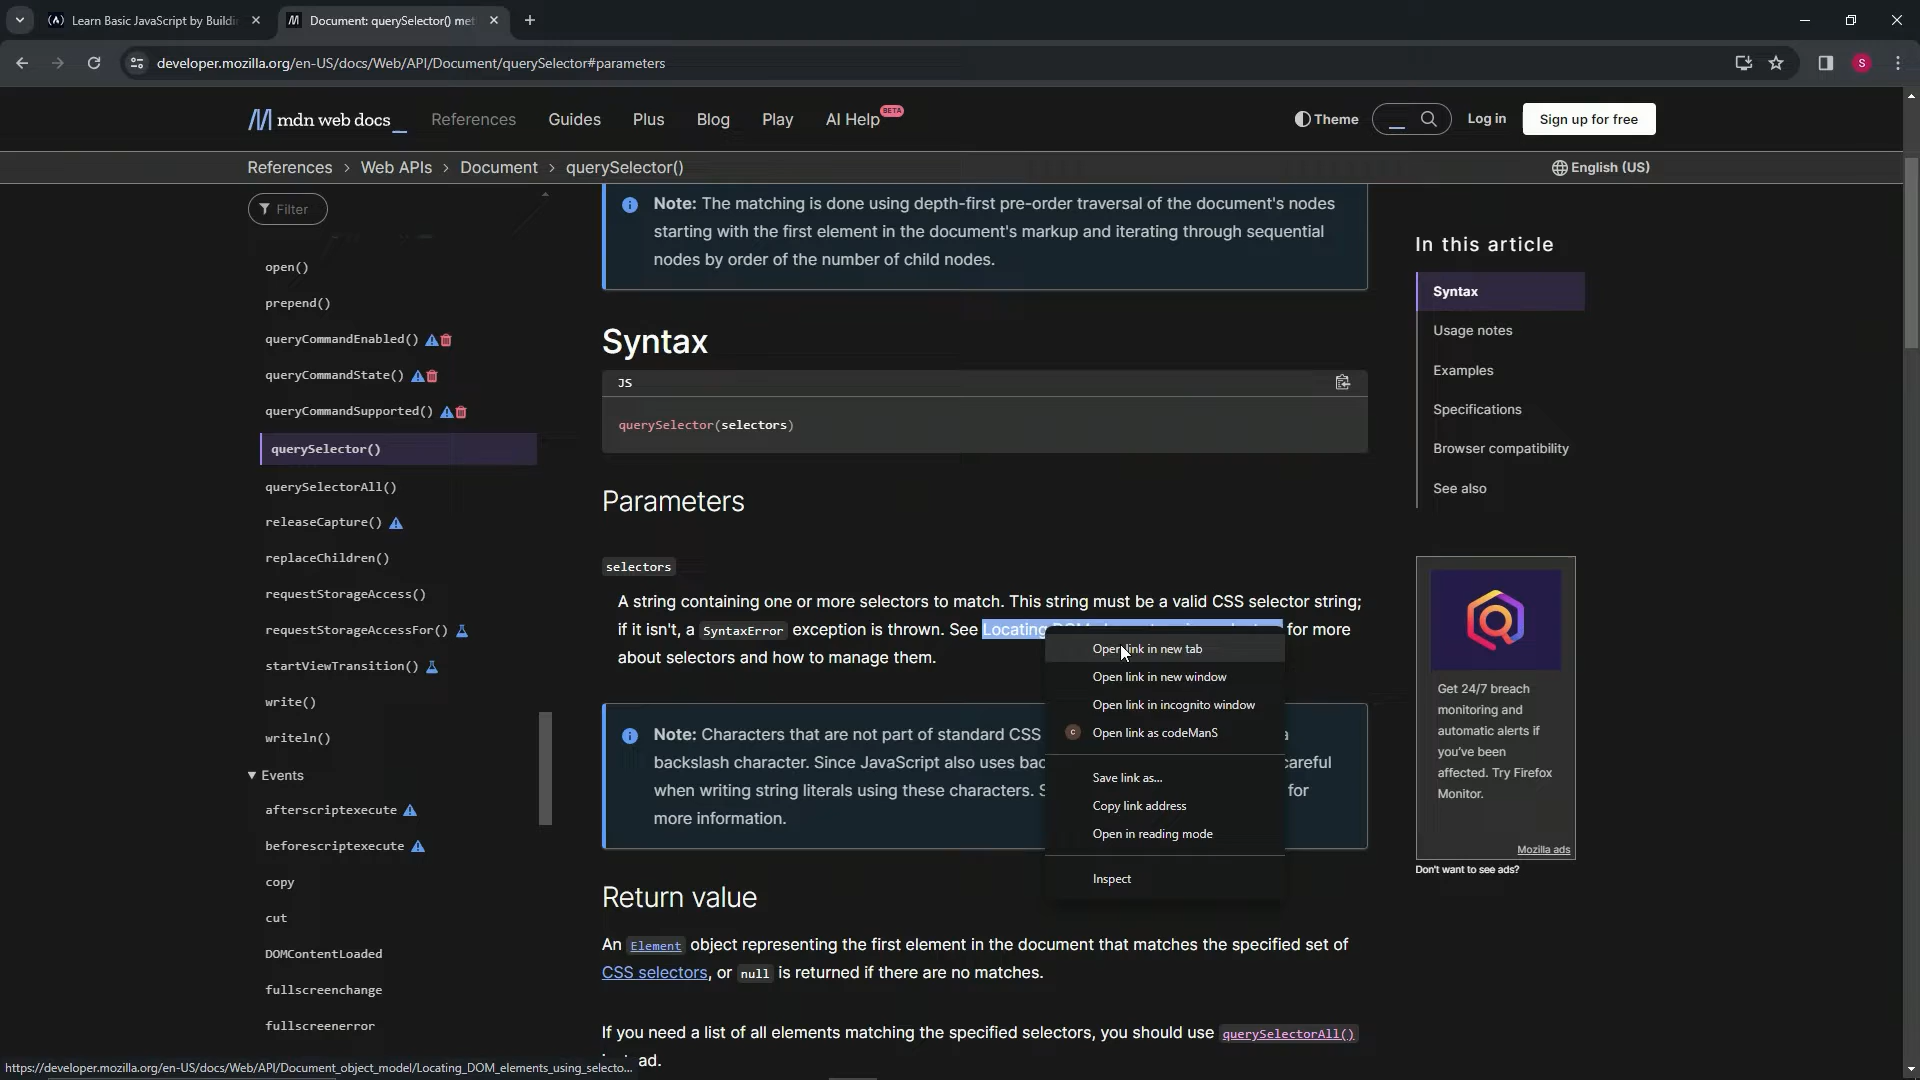 Learn Basic JavaScript by Buildi
Document: querySelector() met
developer.mozilla.org/en-US/docs/Web/API/Document/querySelector#parameters
S
mdn web docs
References
Guides
Plus
Blog
Play
AI Help
BETA
Theme
Log in
Sign up for free
References > Web APIs > Document > querySelector()
English (US)
Filter
open()
prepend()
queryCommandEnabled()
queryCommandState()
queryCommandSupported()
querySelector()
querySelectorAll()
releaseCapture()
replaceChildren()
requestStorageAccess()
requestStorageAccessFor()
startViewTransition()
write()
writeln()
Events
afterscriptexecute
beforescriptexecute
copy
cut
DOMContentLoaded
fullscreenchange
fullscreenerror
Note: The matching is done using depth-first pre-order traversal of the document's nodes
starting with the first element in the document's markup and iterating through sequential
nodes by order of the number of child nodes.
Syntax
JS
querySelector(selectors)
Parameters
selectors
A string containing one or more selectors to match. This string must be a valid CSS selector string;
if it isn't, a SyntaxError exception is thrown. See Locating for more
about selectors and how to manage them.
Note: Characters that are not part of standard CSS a
backslash character. Since JavaScript also uses careful
when writing string literals using these characters. for
more information.
Open link in new tab
Open link in new window
Open link in incognito window
C
Open link as codeManS
Save link as...
Copy link address
Open in reading mode
Inspect
Return value
An Element object representing the first element in the document that matches the specified set of
CSS selectors, or null is returned if there are no matches.
If you need a list of all elements matching the specified selectors, you should use querySelectorAll()
In this article
Syntax
Usage notes
Examples
Specifications
Browser compatibility
See also
Get 24/7 breach
monitoring and
automatic alerts if
you've been
affected. Try Firefox
Monitor.
Mozilla ads
Don't want to see ads?
https://developer.mozilla.org/en-US/docs/Web/API/Document_object_model/Locating_DOM_elements_using_selecto...